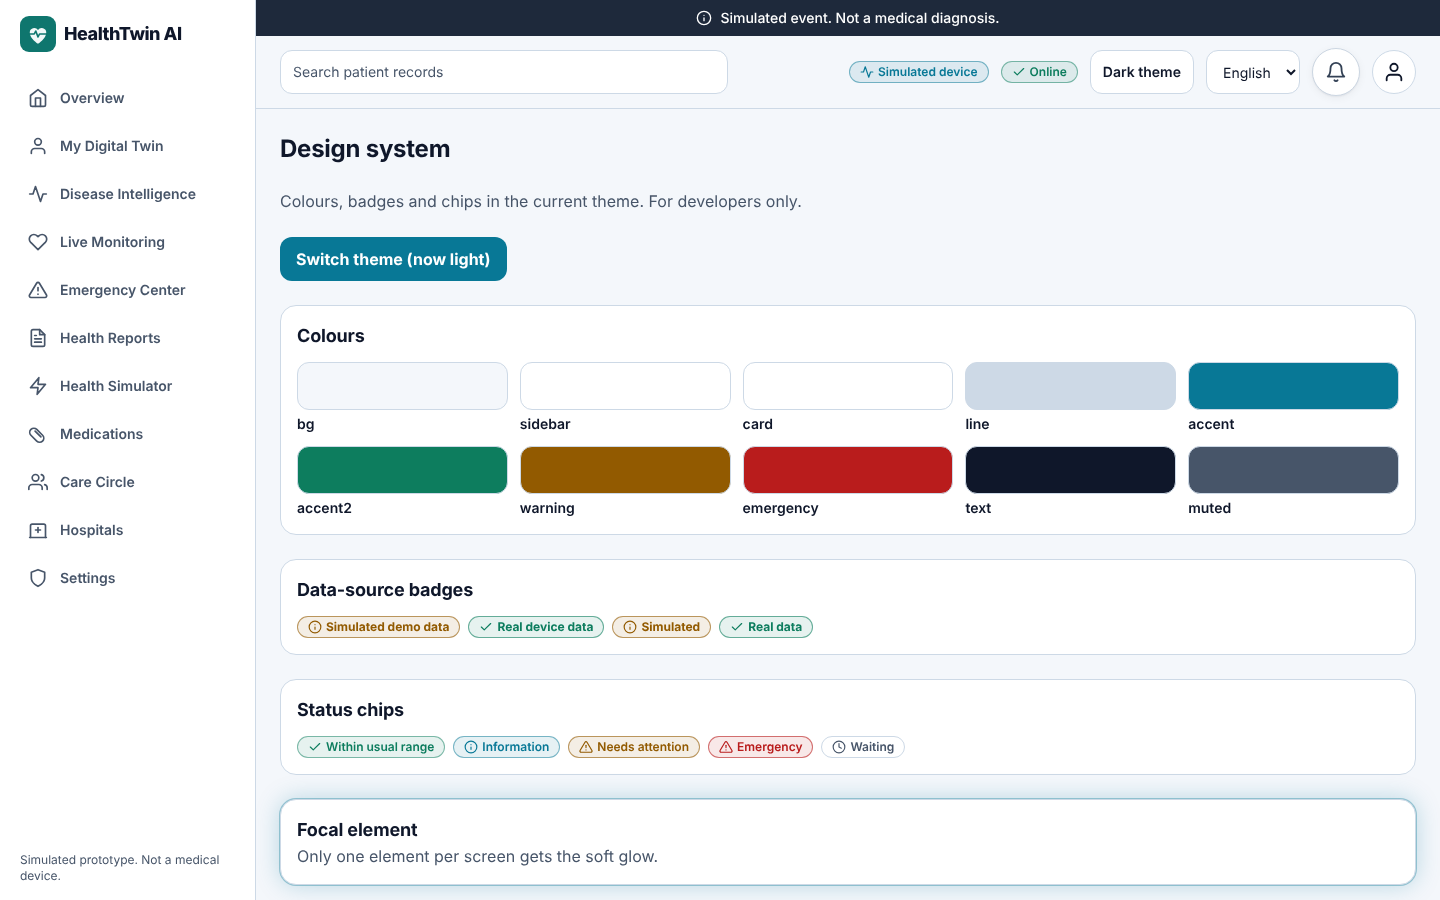 HealthTwin AI
Overview
My Digital Twin
Disease Intelligence
Live Monitoring
Emergency Center
Health Reports
Health Simulator
Medications
Care Circle
Hospitals
Settings
Simulated prototype. Not a medical
device.
Simulated event. Not a medical diagnosis.
Search patient records
Simulated device
Online
Dark theme
English
Design system
Colours, badges and chips in the current theme. For developers only.
Switch theme (now light)
Colours
bg
sidebar
card
line
accent
accent2
warning
emergency
text
muted
Data-source badges
Simulated demo data
Real device data
Simulated
Real data
Status chips
Within usual range
Information
Needs attention
Emergency
Waiting
Focal element
Only one element per screen gets the soft glow.